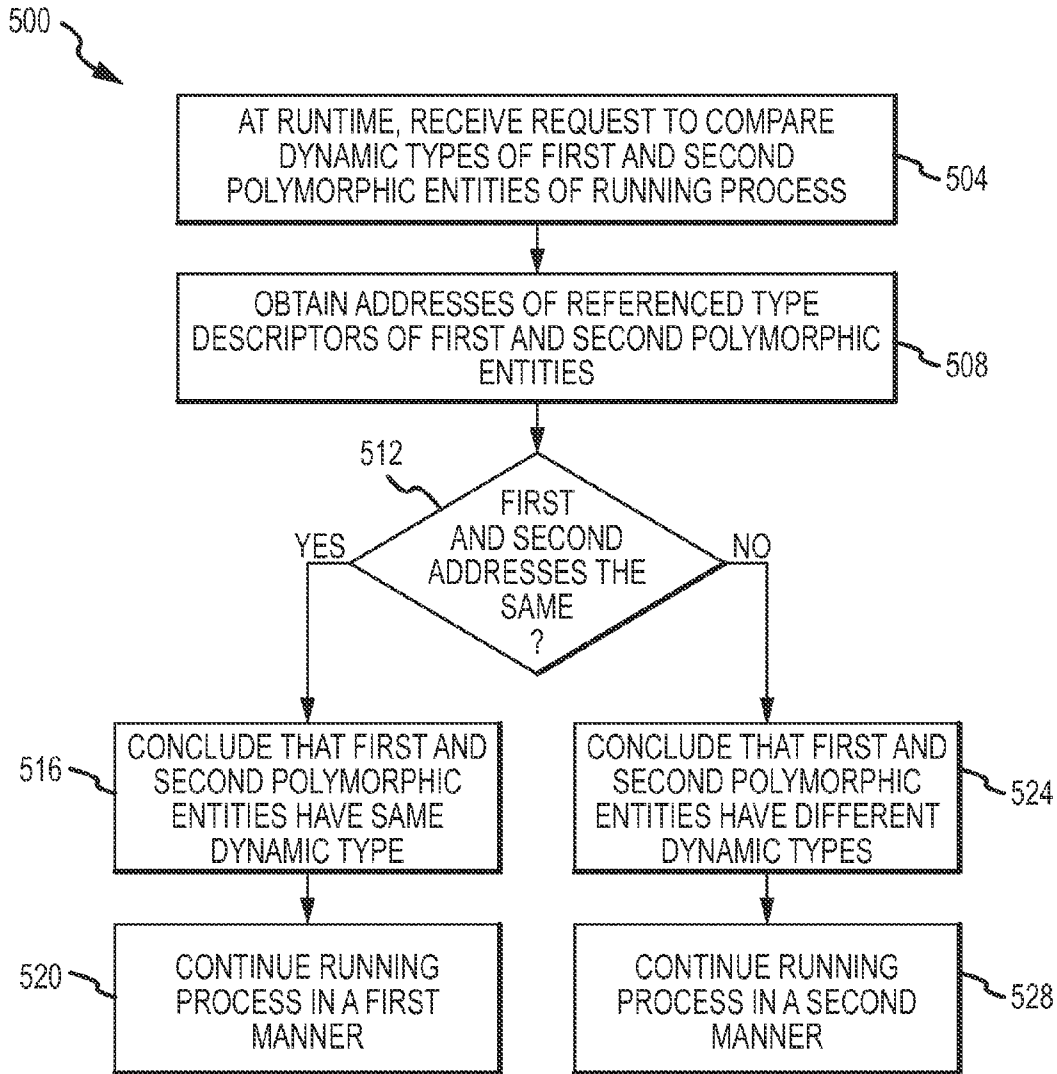 500
AT RUNTIME, RECEIVE REQUEST TO COMPARE
DYNAMIC TYPES OF FIRST AND SECOND
POLYMORPHIC ENTITIES OF RUNNING PROCESS
504
OBTAIN ADDRESSES OF REFERENCED TYPE
DESCRIPTORS OF FIRST AND SECOND POLYMORPHIC
ENTITIES
508
512
FIRST
AND SECOND
ADDRESSES THE
SAME
?
YES
NO
CONCLUDE THAT FIRST AND
SECOND POLYMORPHIC
ENTITIES HAVE SAME
DYNAMIC TYPE
516
CONCLUDE THAT FIRST AND
SECOND POLYMORPHIC
ENTITIES HAVE DIFFERENT
DYNAMIC TYPES
524
CONTINUE RUNNING
PROCESS IN A FIRST
MANNER
520
CONTINUE RUNNING
PROCESS IN A SECOND
MANNER
528